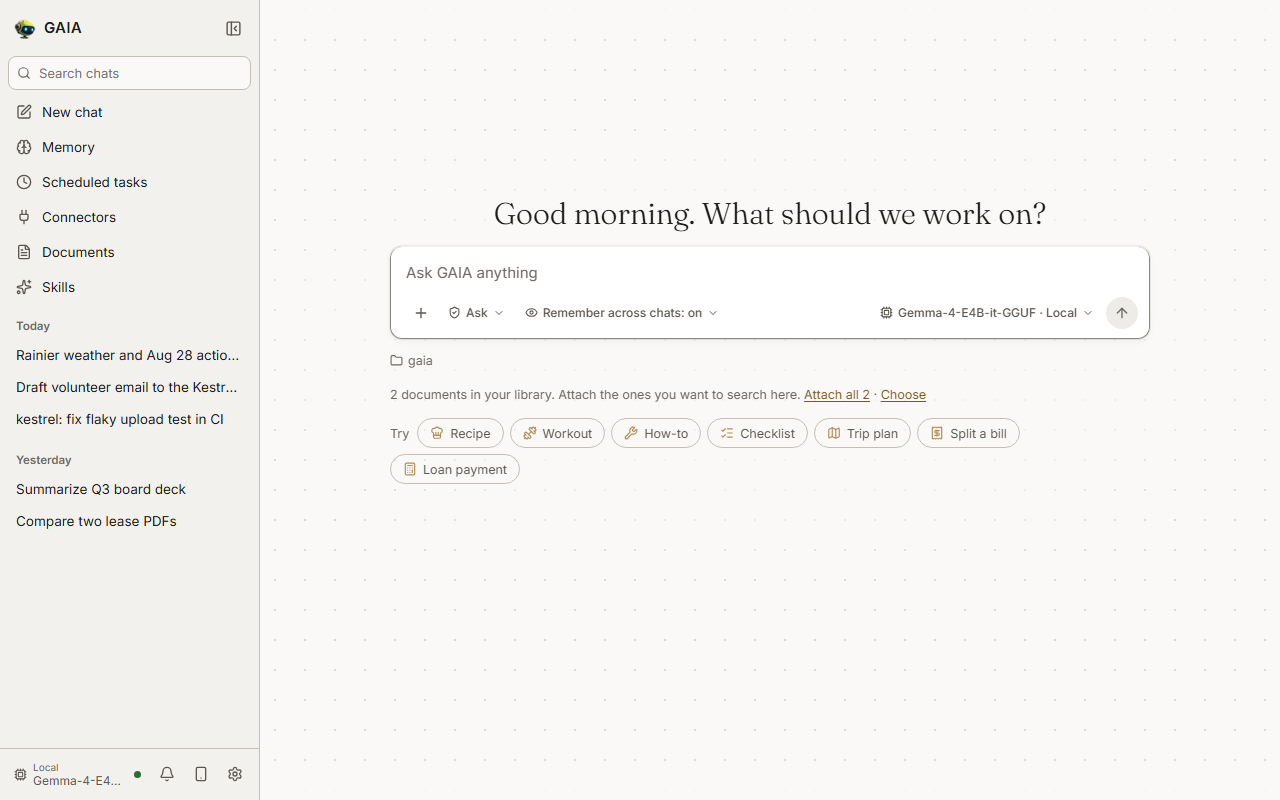 GAIA
Search chats
New chat
Memory
Scheduled tasks
Connectors
Documents
Skills
Today
Rainier weather and Aug 28 actio...
Draft volunteer email to the Kestr...
kestrel: fix flaky upload test in CI
Yesterday
Summarize Q3 board deck
Compare two lease PDFs
Local
Gemma-4-E4...
Good morning. What should we work on?
Ask GAIA anything
Ask
Remember across chats: on
Gemma-4-E4B-it-GGUF · Local
gaia
2 documents in your library. Attach the ones you want to search here. Attach all 2 · Choose
Try
Recipe
Workout
How-to
Checklist
Trip plan
Split a bill
Loan payment